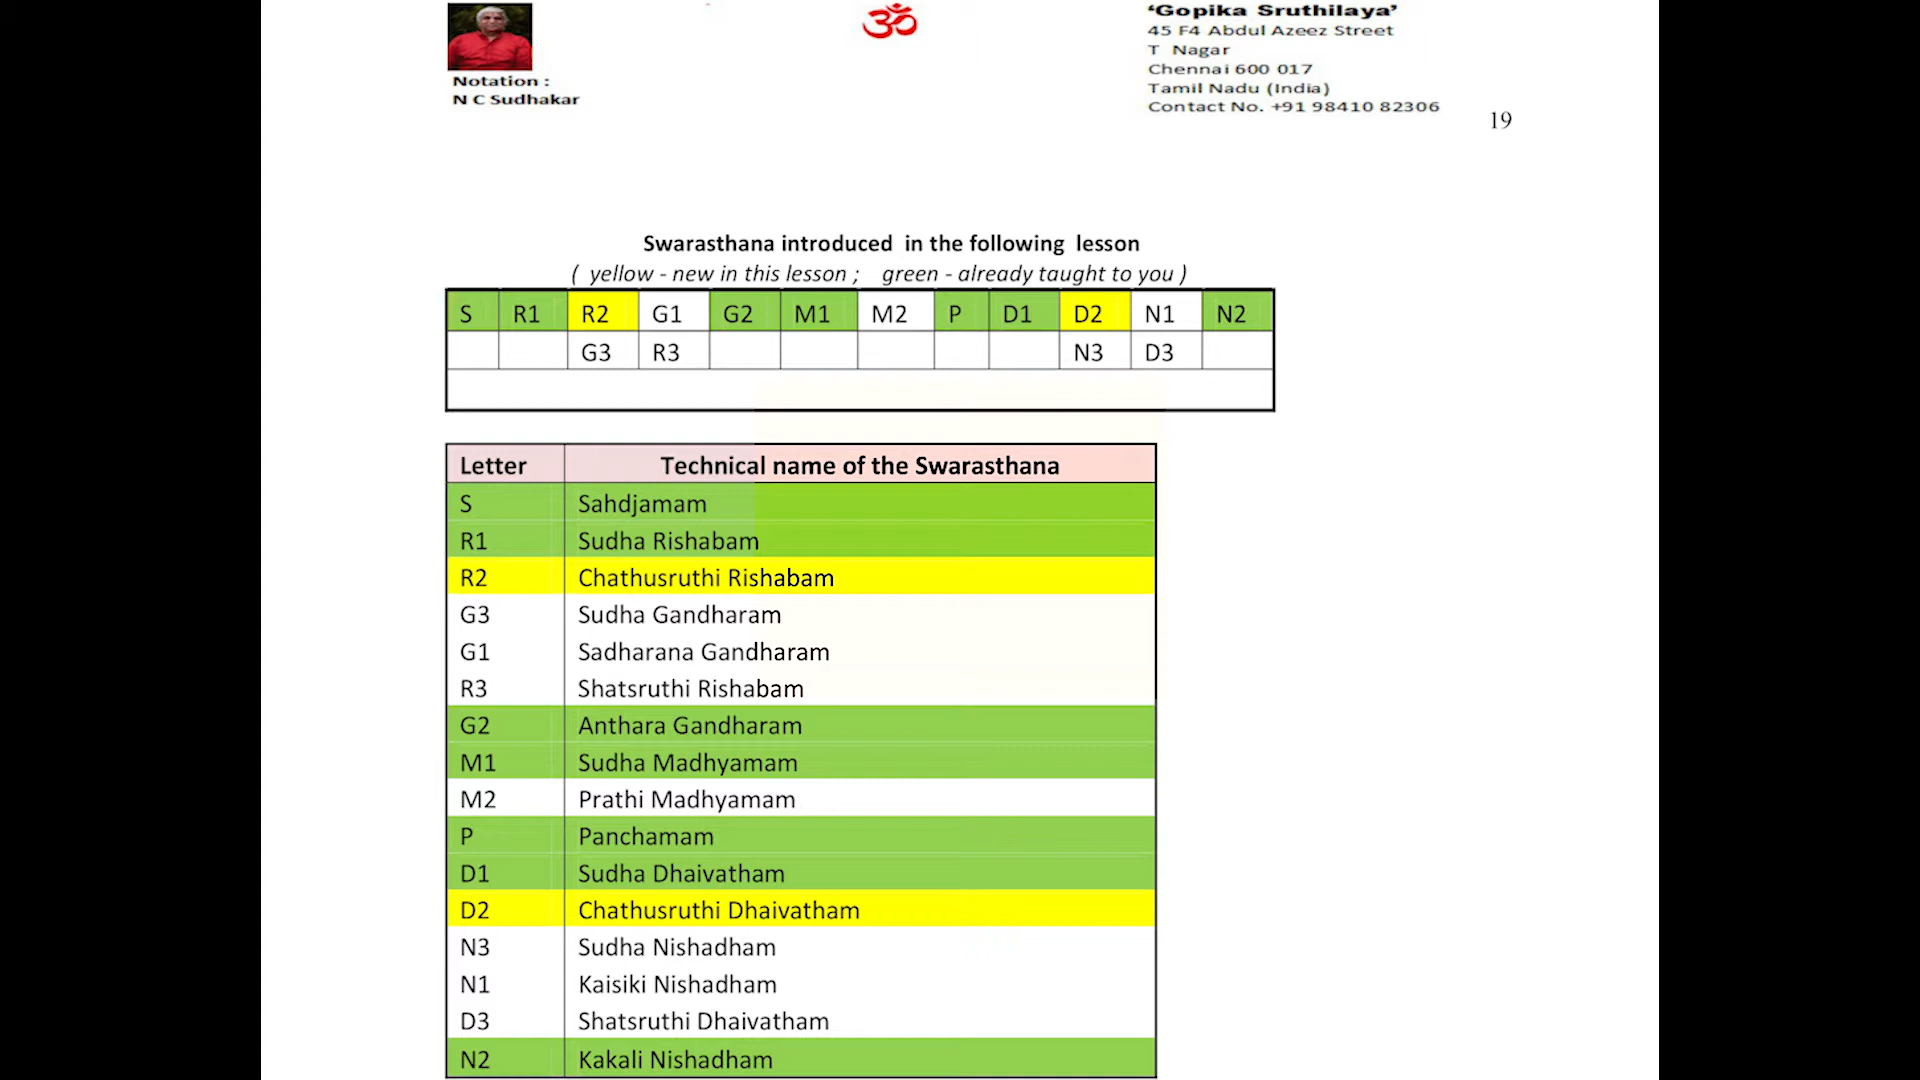 Notation :
N C Sudhakar
ॐ
‘Gopika Sruthilaya’
45 F4 Abdul Azeez Street
T Nagar
Chennai 600 017
Tamil Nadu (India)
Contact No. +91 98410 82306
19
Swarasthana introduced in the following lesson
( yellow - new in this lesson ; green - already taught to you )
S R1 R2 G1 G2 M1 M2 P D1 D2 N1 N2
G3 R3 N3 D3
Letter Technical name of the Swarasthana
S Sahdjamam
R1 Sudha Rishabam
R2 Chathusruthi Rishabam
G3 Sudha Gandharam
G1 Sadharana Gandharam
R3 Shatsruthi Rishabam
G2 Anthara Gandharam
M1 Sudha Madhyamam
M2 Prathi Madhyamam
P Panchamam
D1 Sudha Dhaivatham
D2 Chathusruthi Dhaivatham
N3 Sudha Nishadham
N1 Kaisiki Nishadham
D3 Shatsruthi Dhaivatham
N2 Kakali Nishadham